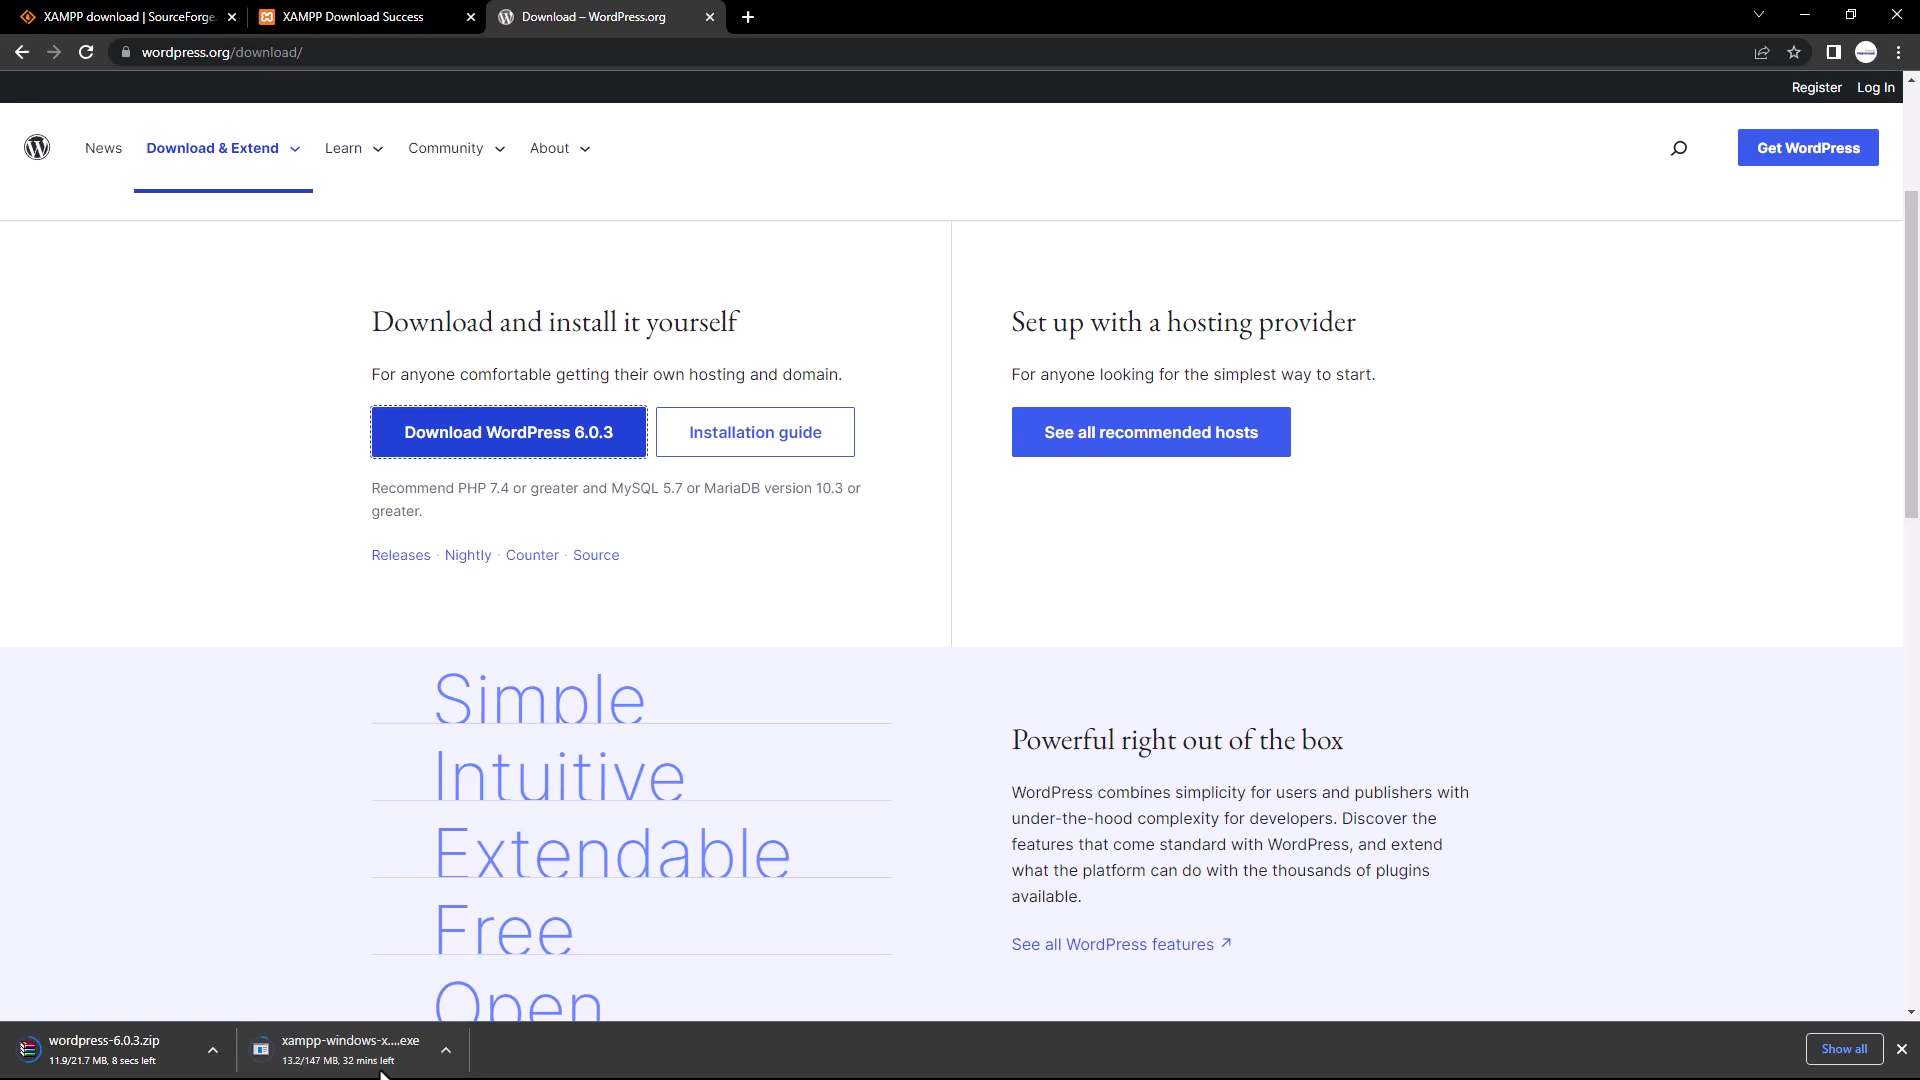 XAMPP download | SourceForge.
XAMPP Download Success
Download – WordPress.org
wordpress.org/download/
Register
Log In
News
Download & Extend
Learn
Community
About
Get WordPress
Download and install it yourself
For anyone comfortable getting their own hosting and domain.
Download WordPress 6.0.3
Installation guide
Recommend PHP 7.4 or greater and MySQL 5.7 or MariaDB version 10.3 or
greater.
Releases · Nightly · Counter · Source
Set up with a hosting provider
For anyone looking for the simplest way to start.
See all recommended hosts
Simple
Intuitive
Extendable
Free
Open
Powerful right out of the box
WordPress combines simplicity for users and publishers with
under-the-hood complexity for developers. Discover the
features that come standard with WordPress, and extend
what the platform can do with the thousands of plugins
available.
See all WordPress features ↗
wordpress-6.0.3.zip
11.9/21.7 MB, 8 secs left
xampp-windows-x....exe
13.2/147 MB, 32 mins left
Show all